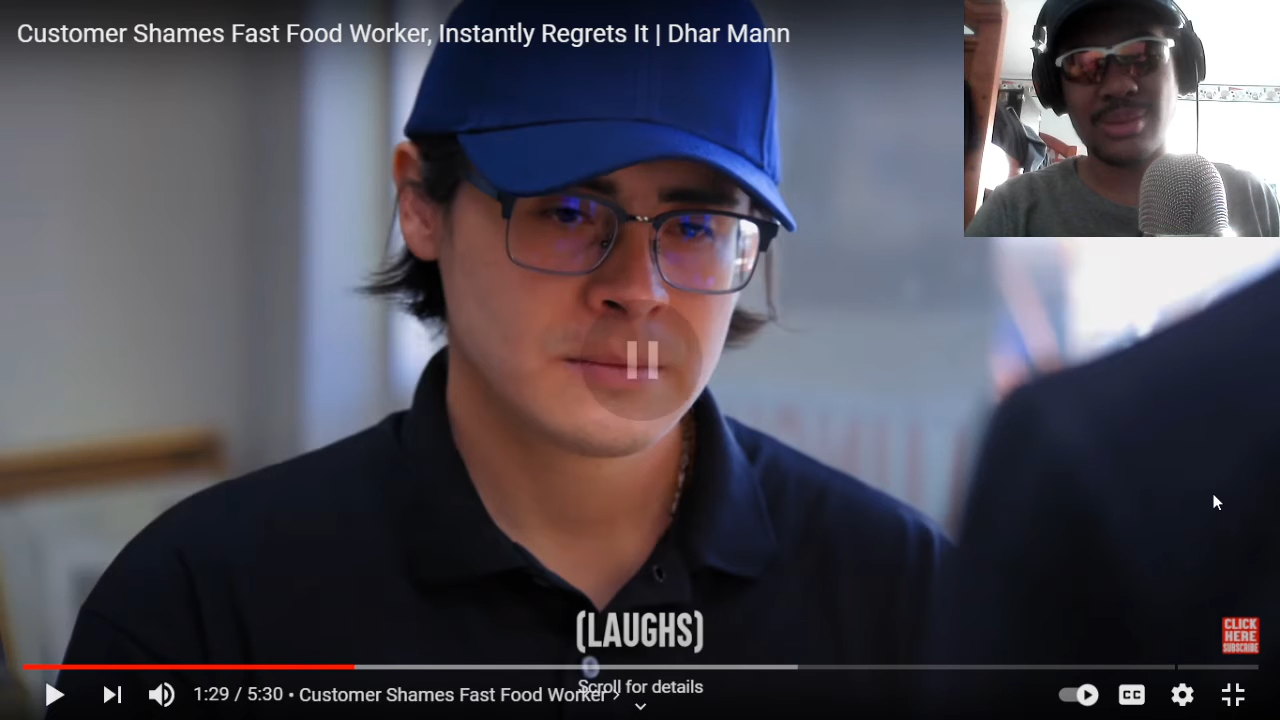 Customer Shames Fast Food Worker, Instantly Regrets It | Dhar Mann
(LAUGHS)
CLICK
HERE
SUBSCRIBE
Scroll for details
1:29 / 5:30 • Customer Shames Fast Food Worker
CC